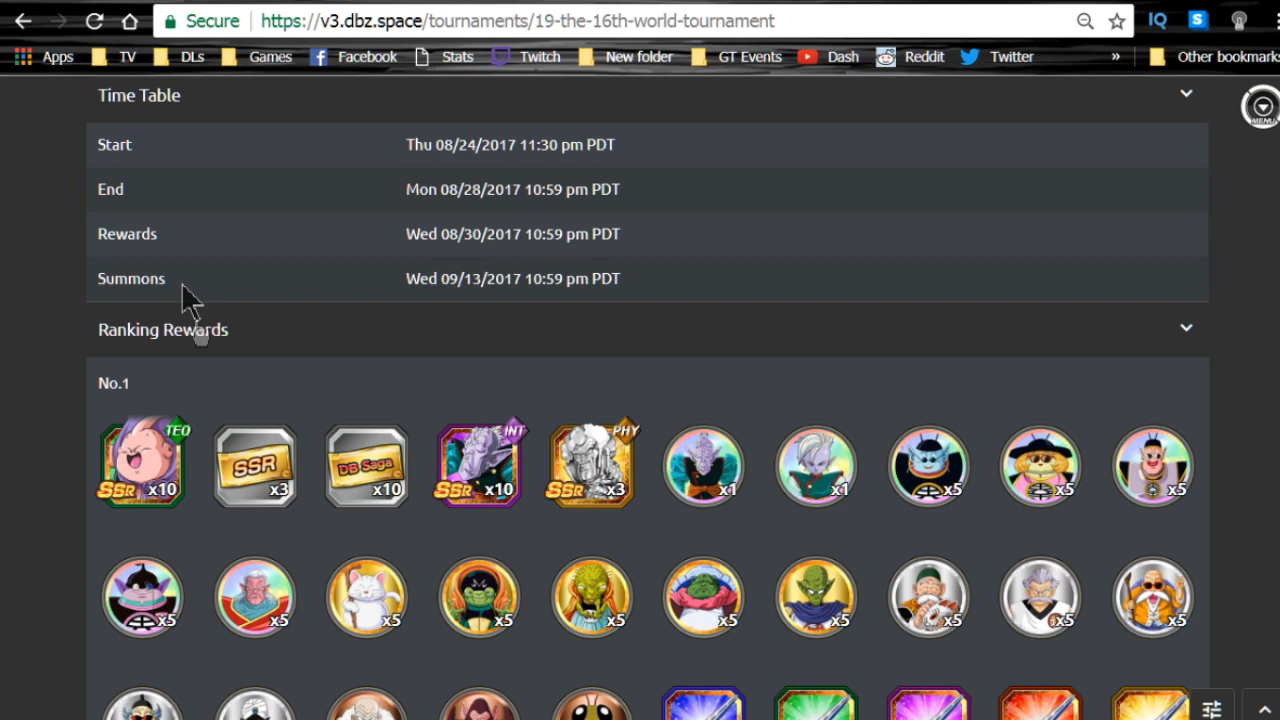 Secure https://v3.dbz.space/tournaments/19-the-16th-world-tournament IQ S
Apps TV DLs Games Facebook Stats Twitch New folder GT Events Dash Reddit Twitter » Other bookmarks
Time Table
MENU
Start Thu 08/24/2017 11:30 pm PDT
End Mon 08/28/2017 10:59 pm PDT
Rewards Wed 08/30/2017 10:59 pm PDT
Summons Wed 09/13/2017 10:59 pm PDT
Ranking Rewards
No.1
TEQ INT PHY
SSR x10 SSR x3 DB Saga x10 SSR x10 SSR x3 x1 x1 x5 x5 x5
x5 x5 x5 x5 x5 x5 x5 x5 x5 x5